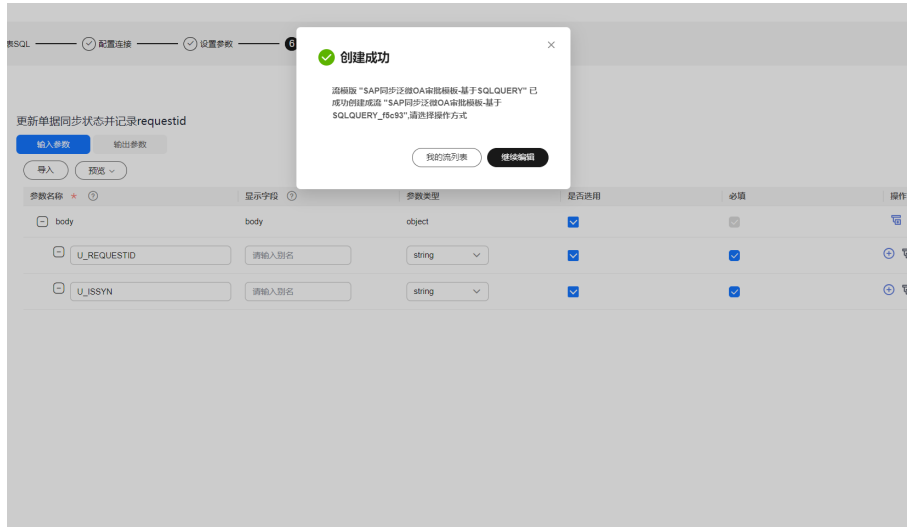 表SQL
配置连接
设置参数
6
创建成功
流模版 "SAP同步泛微OA审批模板-基于SQLQUERY" 已
成功创建成流 "SAP同步泛微OA审批模板-基于
SQLQUERY_f5c93",请选择操作方式
我的流列表
继续编辑
更新单据同步状态并记录requestid
输入参数
输出参数
导入
预览
参数名称 * ?
显示字段 ?
参数类型
是否选用
必填
操作
body
body
object
U_REQUESTID
请输入别名
string
U_ISSYN
请输入别名
string